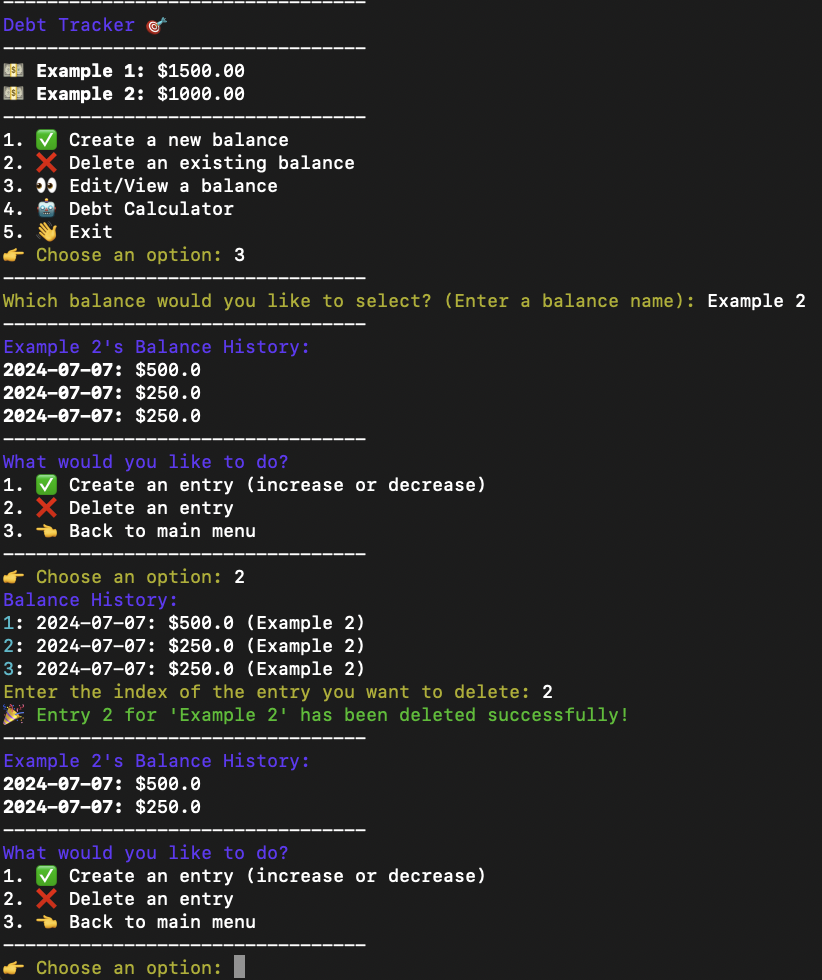 ---------------------------------
Debt Tracker 🎯
---------------------------------
💵 Example 1: $1500.00
💵 Example 2: $1000.00
---------------------------------
1. ✅ Create a new balance
2. ❌ Delete an existing balance
3. 👀 Edit/View a balance
4. 🤖 Debt Calculator
5. 👋 Exit
👉 Choose an option: 3
---------------------------------
Which balance would you like to select? (Enter a balance name): Example 2
---------------------------------
Example 2's Balance History:
2024-07-07: $500.0
2024-07-07: $250.0
2024-07-07: $250.0
---------------------------------
What would you like to do?
1. ✅ Create an entry (increase or decrease)
2. ❌ Delete an entry
3. 👈 Back to main menu
---------------------------------
👉 Choose an option: 2
Balance History:
1: 2024-07-07: $500.0 (Example 2)
2: 2024-07-07: $250.0 (Example 2)
3: 2024-07-07: $250.0 (Example 2)
Enter the index of the entry you want to delete: 2
🎉 Entry 2 for 'Example 2' has been deleted successfully!
---------------------------------
Example 2's Balance History:
2024-07-07: $500.0
2024-07-07: $250.0
---------------------------------
What would you like to do?
1. ✅ Create an entry (increase or decrease)
2. ❌ Delete an entry
3. 👈 Back to main menu
---------------------------------
👉 Choose an option: